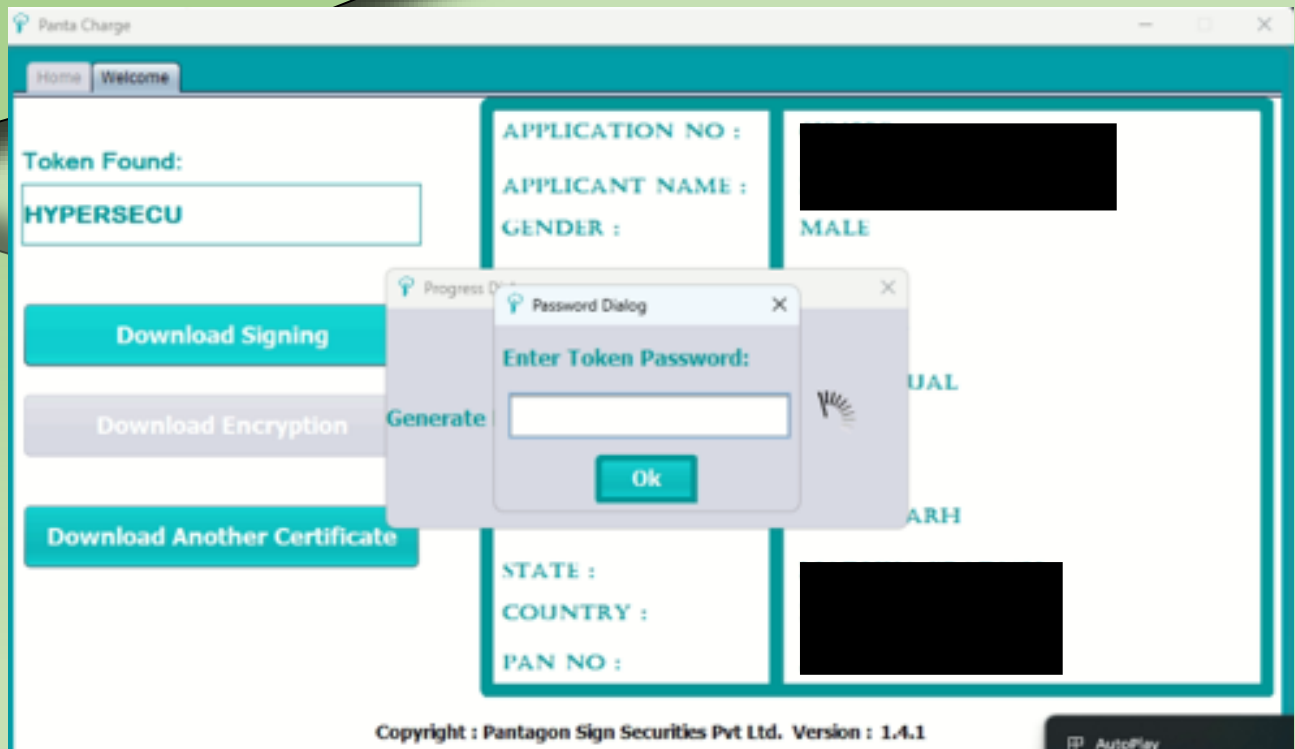 Panta Charge
Home Welcome
Token Found:
HYPERSECU
Download Signing
Download Encryption
Download Another Certificate
APPLICATION NO :
APPLICANT NAME :
GENDER : MALE
Progress
Password Dialog
Enter Token Password:
Generate
Ok
UAL
ARH
STATE :
COUNTRY :
PAN NO :
Copyright : Pantagon Sign Securities Pvt Ltd. Version : 1.4.1
AutoPlay